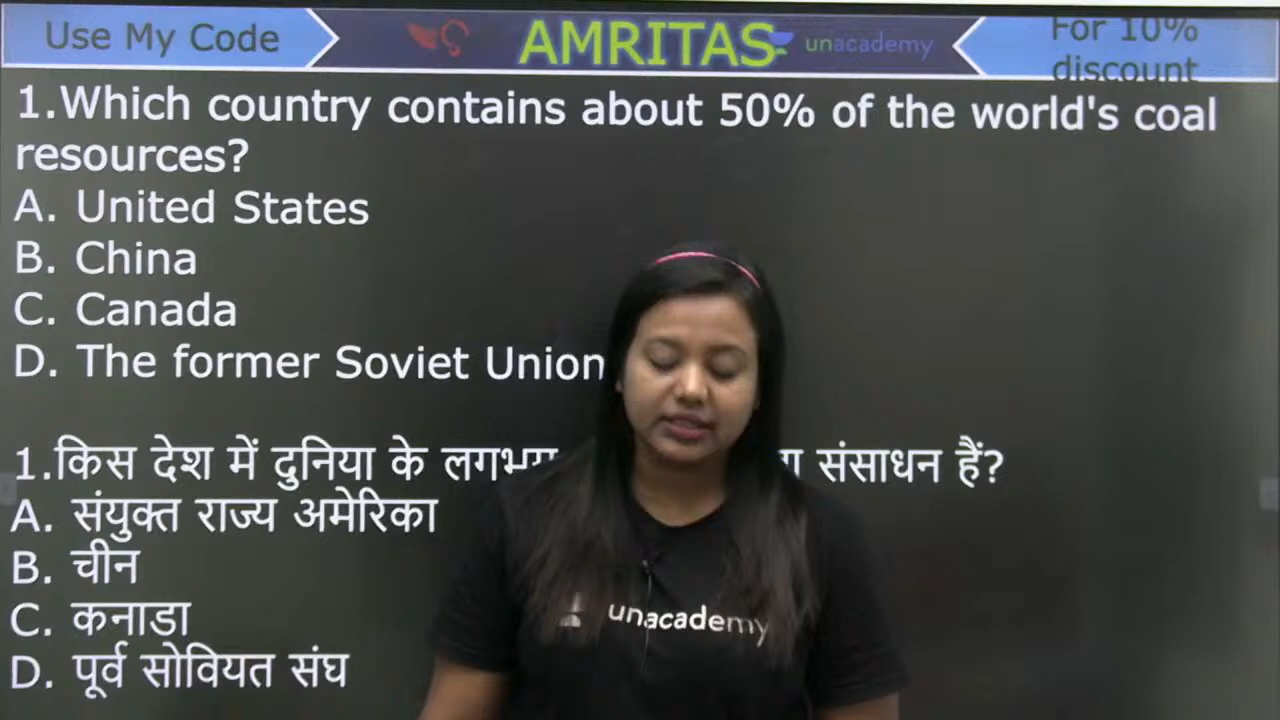 Use My Code
AMRITAS
unacademy
For 10%
discount
1.Which country contains about 50% of the world's coal
resources?
A. United States
B. China
C. Canada
D. The former Soviet Union
1.किस देश में दुनिया के संसाधन हैं?
A. संयुक्त राज्य अमेरिका
B. चीन
C. कनाडा
D. पूर्व सोवियत संघ
unacademy